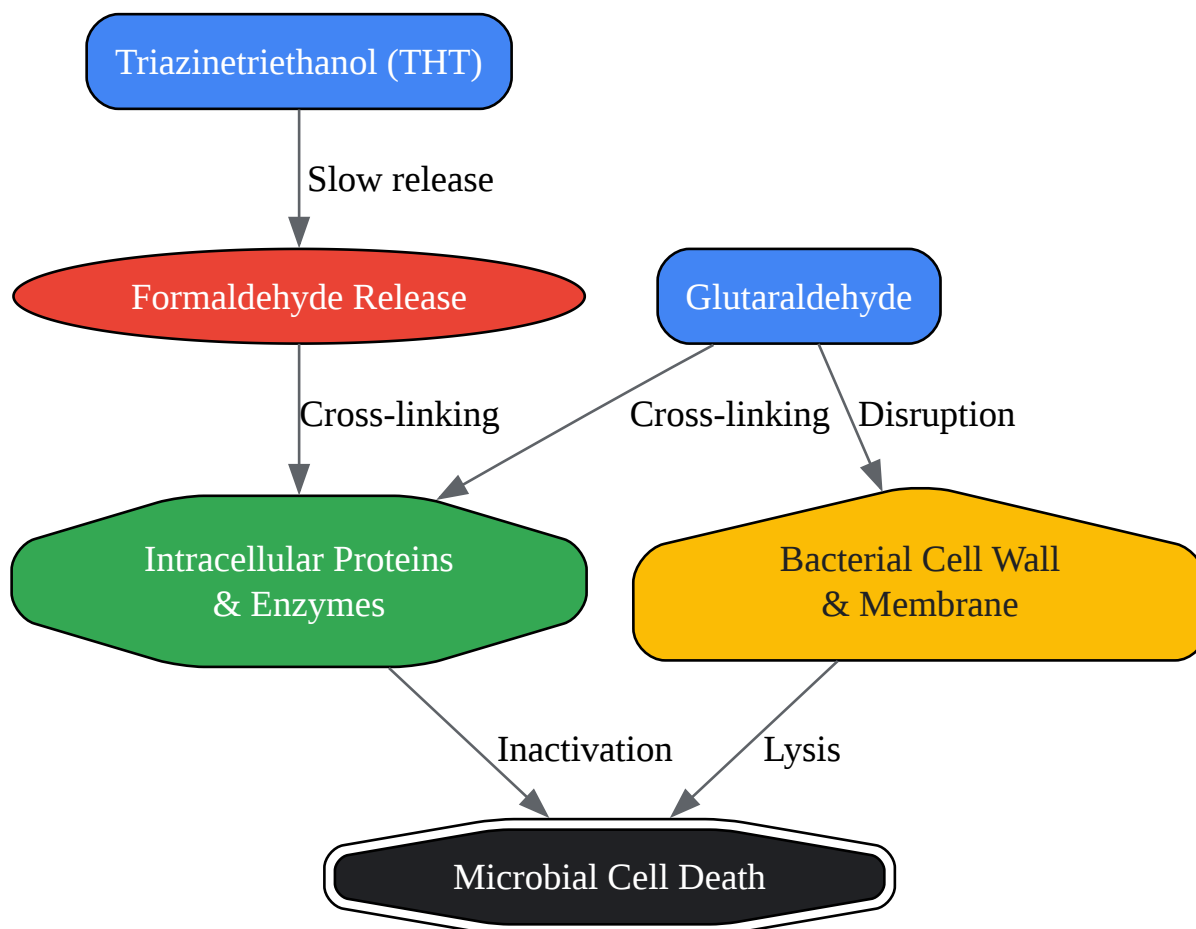 Triazinetriethanol (THT)
Slow release
Formaldehyde Release
Glutaraldehyde
Cross-linking
Cross-linking
Disruption
Intracellular Proteins
& Enzymes
Bacterial Cell Wall
& Membrane
Inactivation
Lysis
Microbial Cell Death